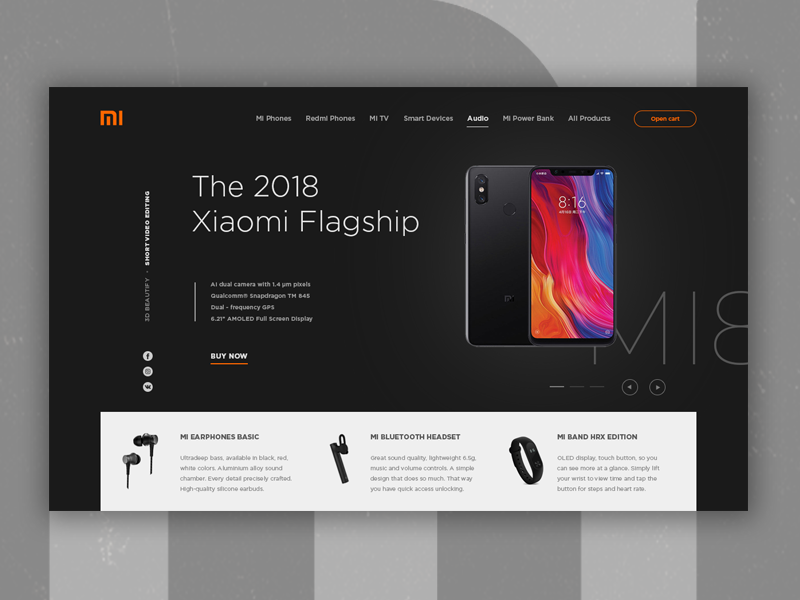 mi
Mi Phones
Redmi Phones
Mi TV
Smart Devices
Audio
Mi Power Bank
All Products
Open cart
3D BEAUTIFY - SHORT VIDEO EDITING
The 2018
Xiaomi Flagship
AI dual camera with 1.4 μm pixels
Qualcomm® Snapdragon TM 845
Dual - frequency GPS
6.21" AMOLED Full Screen Display
BUY NOW
8:16
MI8
MI EARPHONES BASIC
Ultradeep bass, available in black, red,
white colors. Aluminium alloy sound
chamber. Every detail precisely crafted.
High-quality silicone earbuds.
MI BLUETOOTH HEADSET
Great sound quality, lightweight 6.5g,
music and volume controls. A simple
design that does so much. That way
you have quick access unlocking.
MI BAND HRX EDITION
OLED display, touch button, so you
can see more at a glance. Simply lift
your wrist to view time and tap the
button for steps and heart rate.